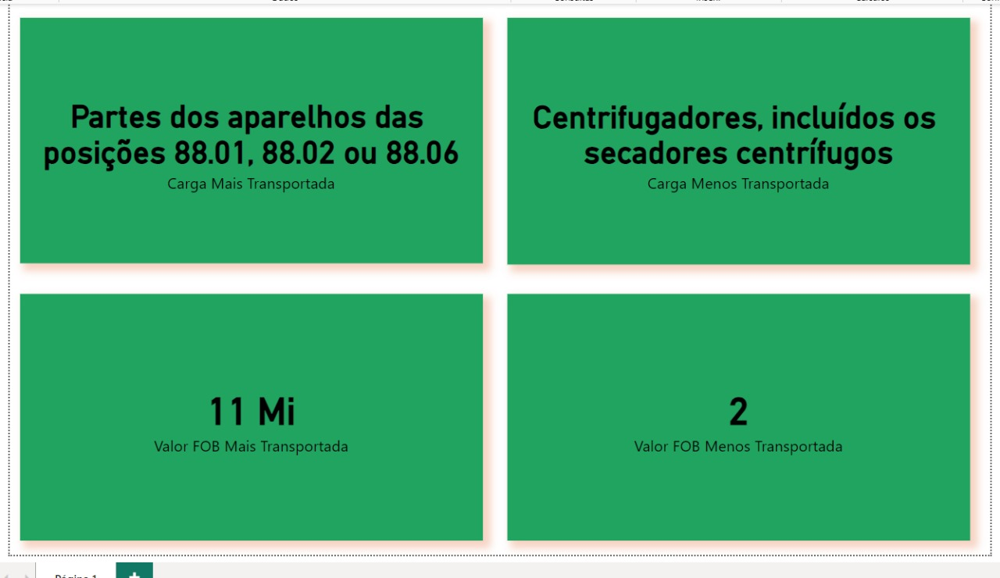 Partes dos aparelhos das
posições 88.01, 88.02 ou 88.06
Carga Mais Transportada
Centrifugadores, incluídos os
secadores centrífugos
Carga Menos Transportada
11 Mi
Valor FOB Mais Transportada
2
Valor FOB Menos Transportada
Página 1